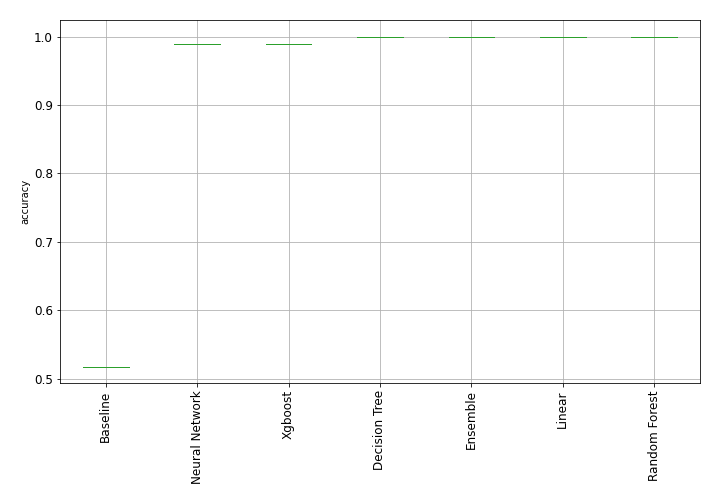 1.0
0.9
0.8
0.7
0.6
0.5
accuracy
Baseline
Neural Network
Xgboost
Decision Tree
Ensemble
Linear
Random Forest